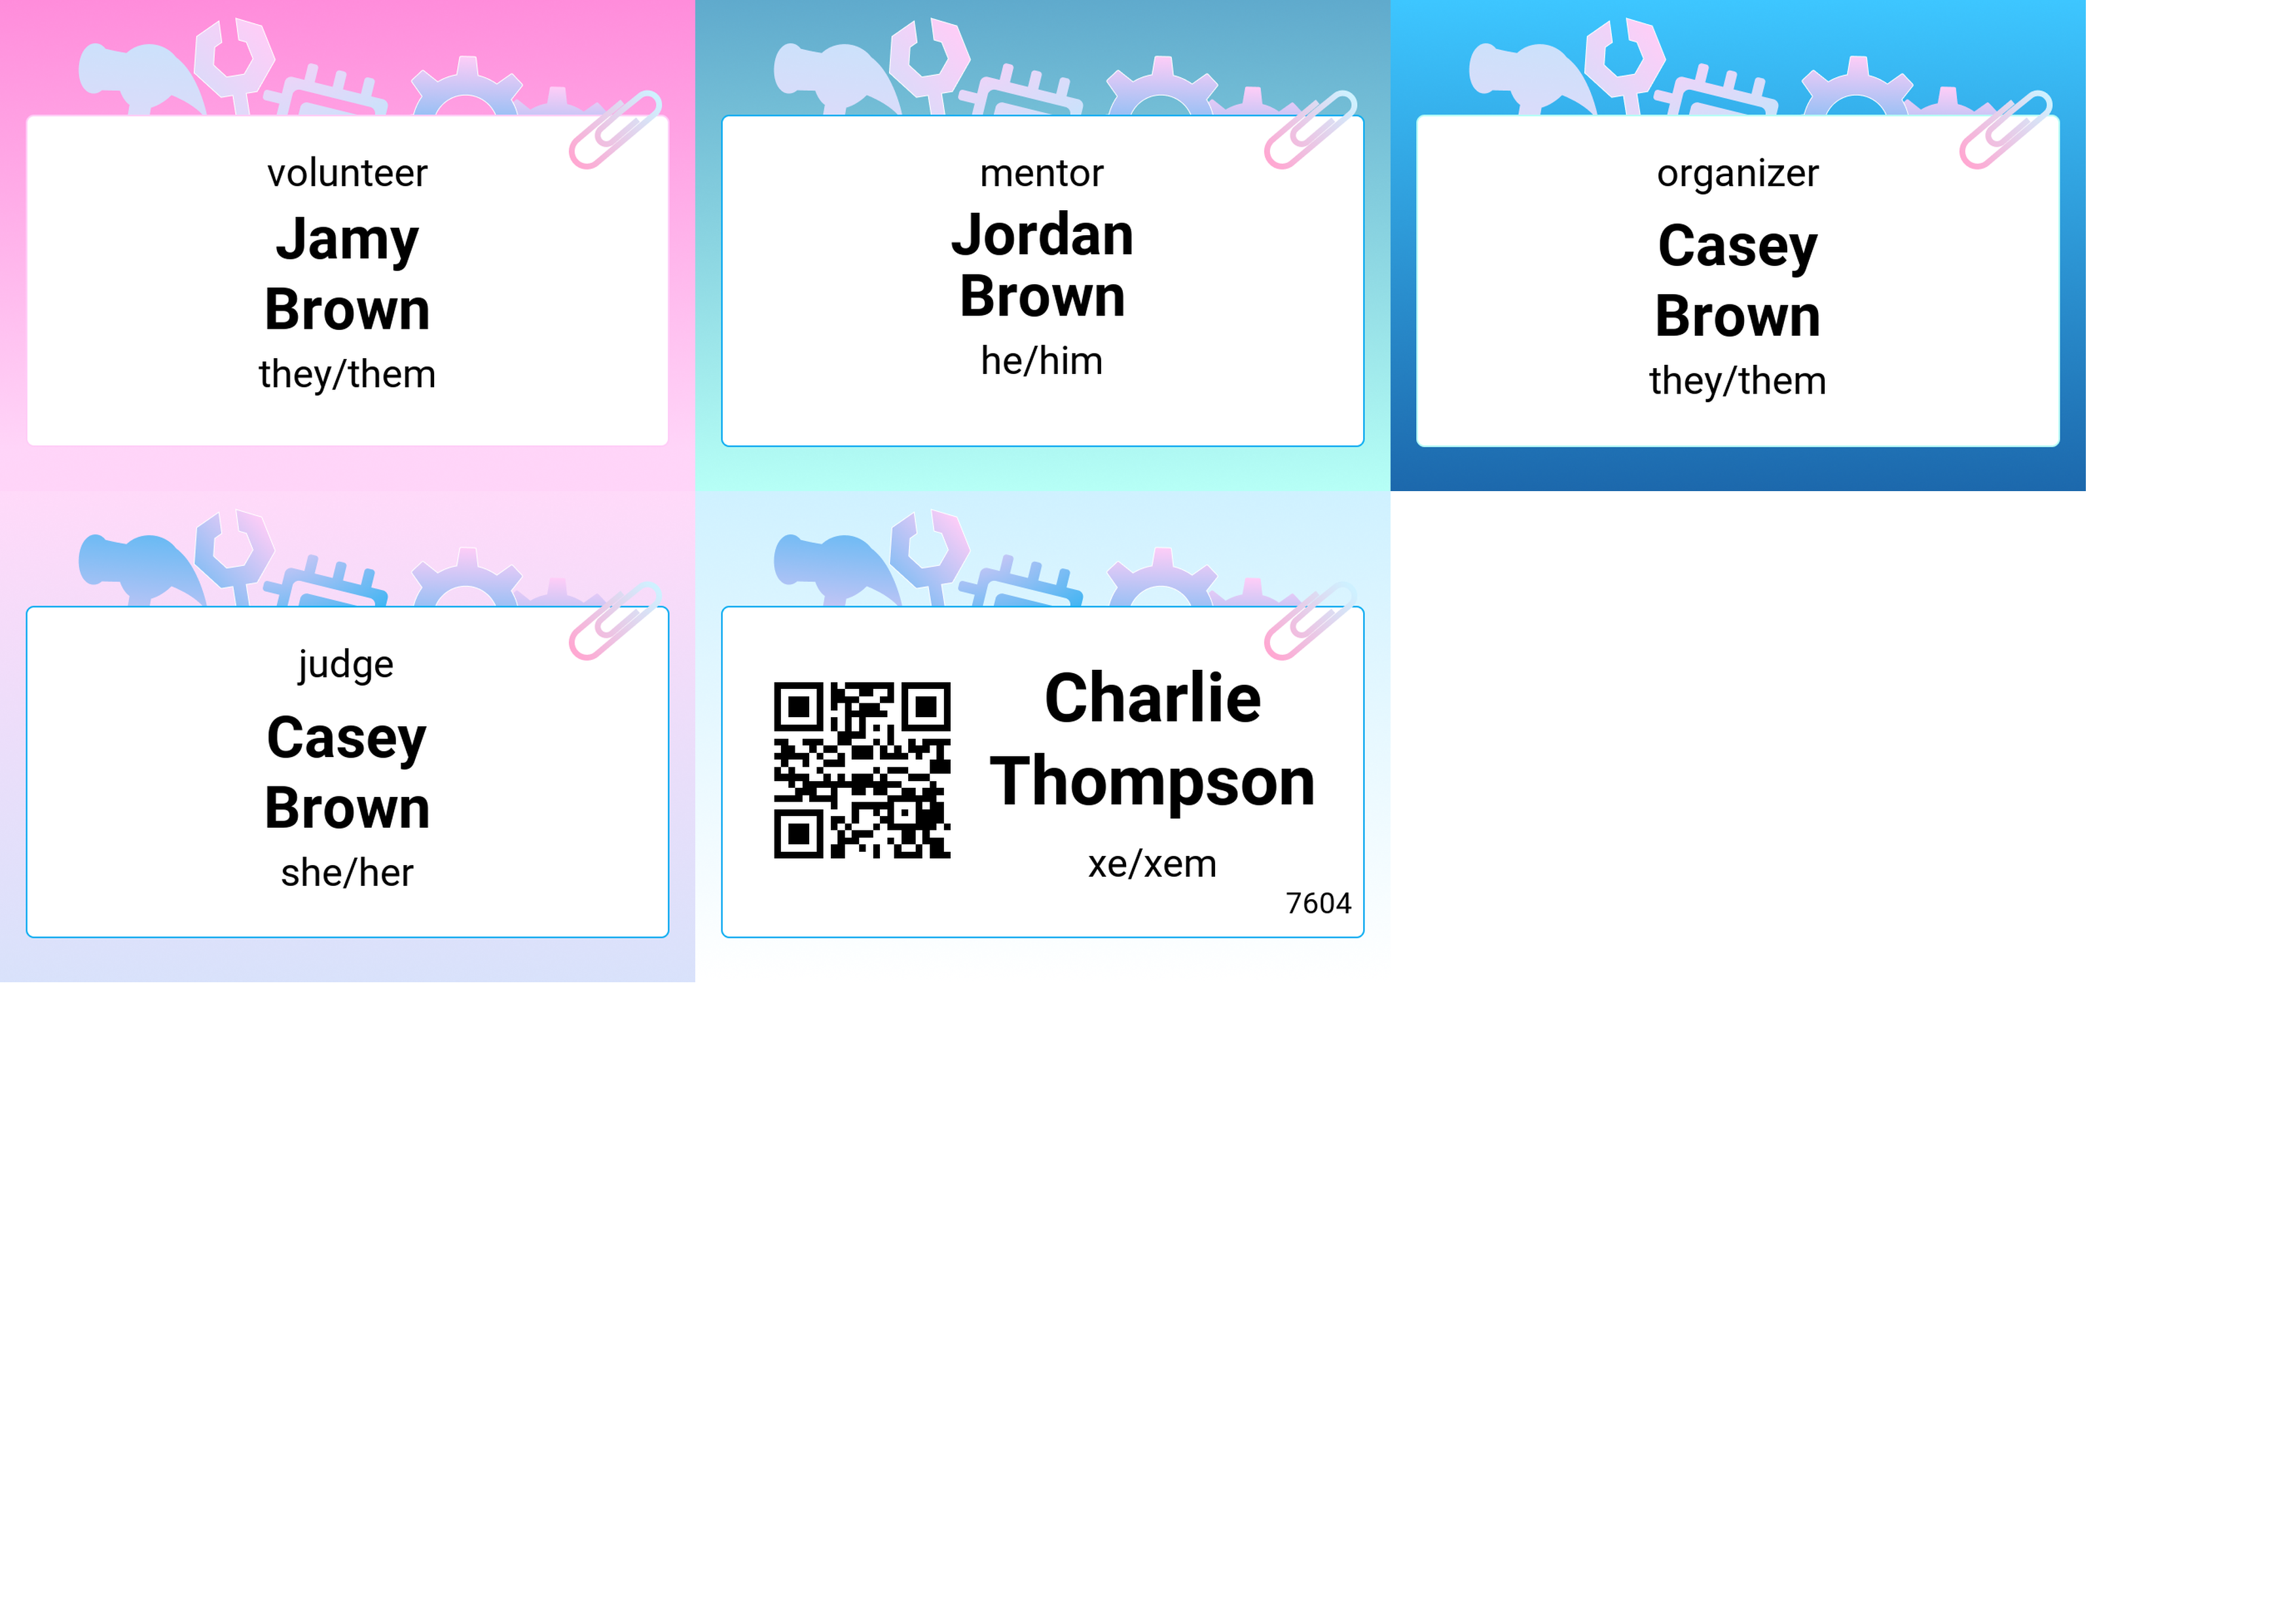 volunteer
Jamy
Brown
they/them
mentor
Jordan
Brown
he/him
organizer
Casey
Brown
they/them
judge
Casey
Brown
she/her
Charlie
Thompson
xe/xem
7604